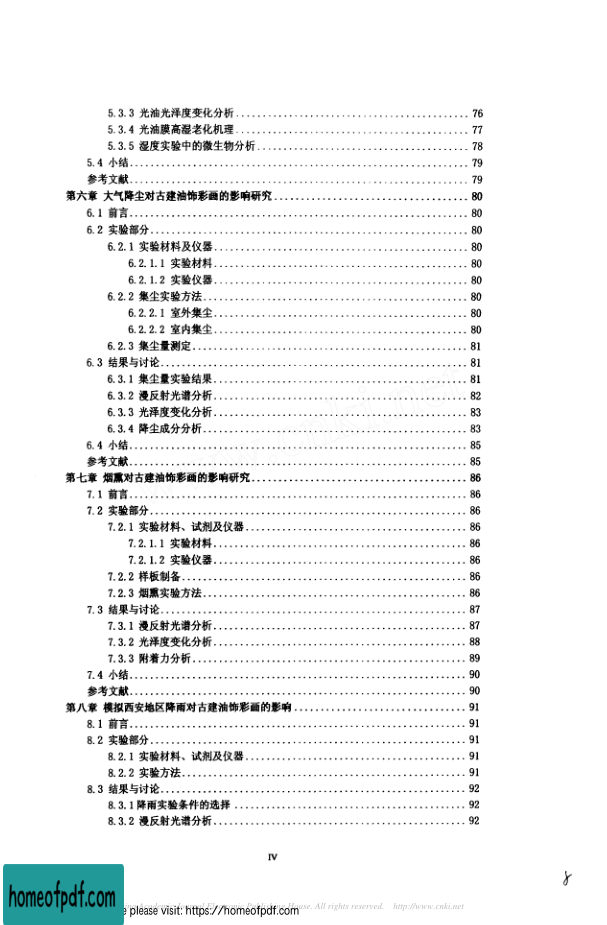 5.3.3 光油光泽度变化分析........................................ 76
5.3.4 光油膜高湿老化机理........................................ 77
5.3.5 湿度实验中的微生物分析........................................ 78
5.4 小结........................................ 79
参考文献........................................ 79
第六章 大气降尘对古建油饰彩画的影响研究........................................ 80
6.1 前言........................................ 80
6.2 实验部分........................................ 80
6.2.1 实验材料及仪器........................................ 80
6.2.1.1 实验材料........................................ 80
6.2.1.2 实验仪器........................................ 80
6.2.2 集尘实验方法........................................ 80
6.2.2.1 室外集尘........................................ 80
6.2.2.2 室内集尘........................................ 80
6.2.3 集尘量测定........................................ 81
6.3 结果与讨论........................................ 81
6.3.1 集尘量实验结果........................................ 81
6.3.2 漫反射光谱分析........................................ 82
6.3.3 光泽度变化分析........................................ 83
6.3.4 降尘成分分析........................................ 83
6.4 小结........................................ 85
参考文献........................................ 85
第七章 烟熏对古建油饰彩画的影响研究........................................ 86
7.1 前言........................................ 86
7.2 实验部分........................................ 86
7.2.1 实验材料、试剂及仪器........................................ 86
7.2.1.1 实验材料........................................ 86
7.2.1.2 实验仪器........................................ 86
7.2.2 样板制备........................................ 86
7.2.3 烟熏实验方法........................................ 86
7.3 结果与讨论........................................ 87
7.3.1 漫反射光谱分析........................................ 87
7.3.2 光泽度变化分析........................................ 88
7.3.3 附着力分析........................................ 89
7.4 小结........................................ 90
参考文献........................................ 90
第八章 模拟西安地区降雨对古建油饰彩画的影响........................................ 91
8.1 前言........................................ 91
8.2 实验部分........................................ 91
8.2.1 实验材料、试剂及仪器........................................ 91
8.2.2 实验方法........................................ 91
8.3 结果与讨论........................................ 92
8.3.1降雨实验条件的选择........................................ 92
8.3.2 漫反射光谱分析........................................ 92
IV
homeofpdf.com
House. All rights reserved. http://www.cnki.net
please visit: https://homeofpdf.com